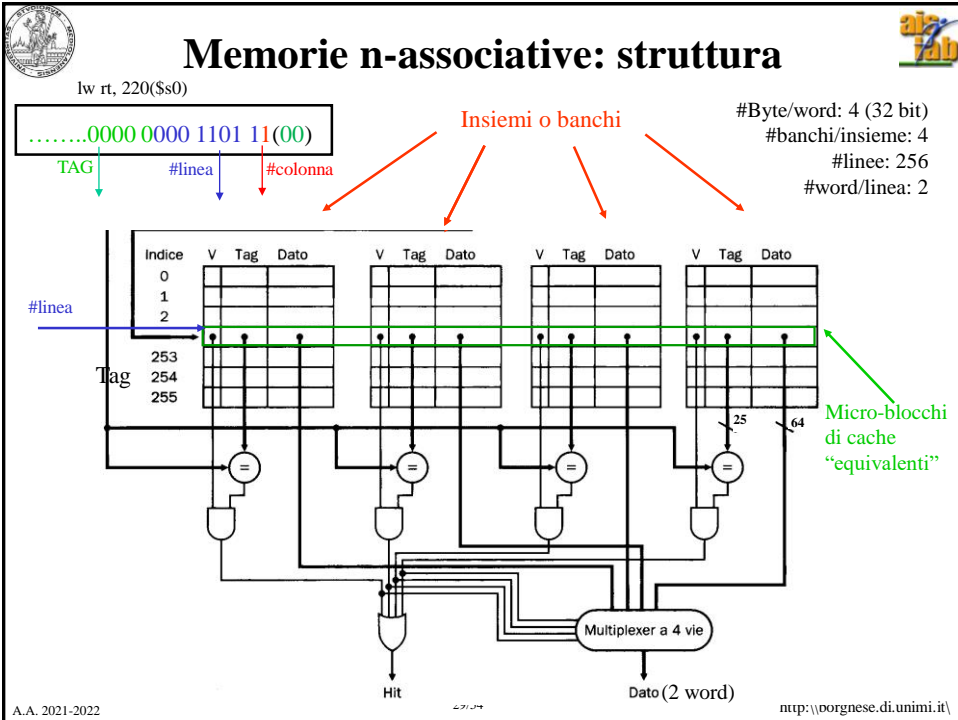 Memorie n-associative: struttura
lw rt, 220($s0)
……..0000 0000 1101 11(00)
TAG
#linea
#colonna
Insiemi o banchi
#Byte/word: 4 (32 bit)
#banchi/insieme: 4
#linee: 256
#word/linea: 2
Indice V Tag Dato V Tag Dato V Tag Dato V Tag Dato
0
1
2
#linea
253
Tag 254
255
25 64
Micro-blocchi
di cache
“equivalenti”
= = = =
Multiplexer a 4 vie
Hit
Dato (2 word)
A.A. 2021-2022
http:\\borgnese.di.unimi.it\